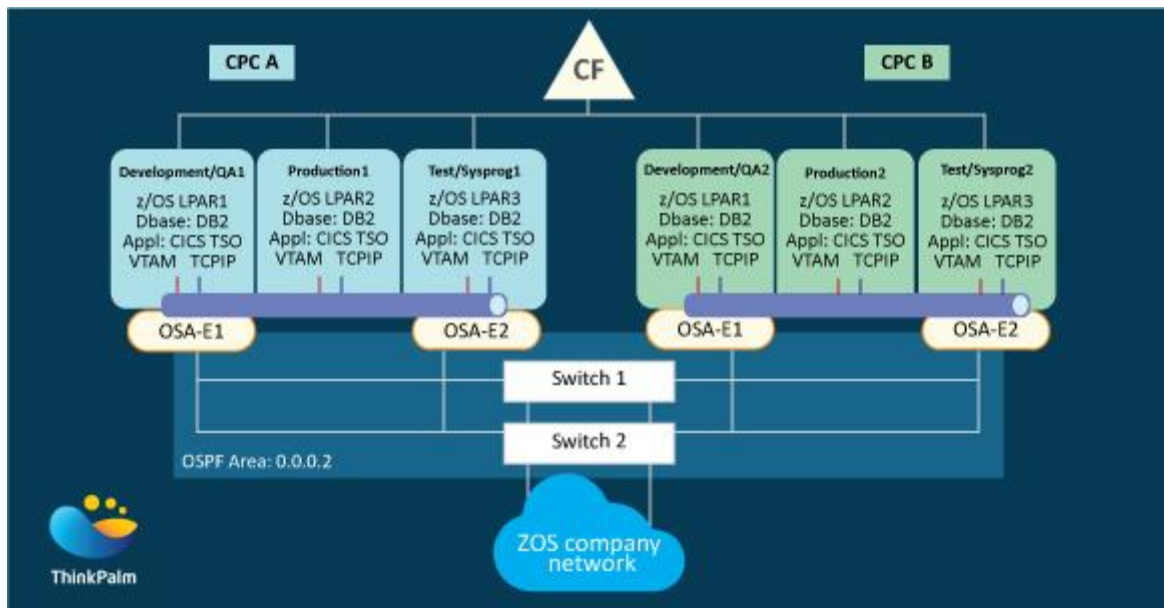 CPC A
CF
CPC B
Development/QA1
z/OS LPAR1
Dbase: DB2
Appl: CICS TSO
VTAM TCPIP
Production1
z/OS LPAR2
Dbase: DB2
Appl: CICS TSO
VTAM TCPIP
Test/Sysprog1
z/OS LPAR3
Dbase: DB2
Appl: CICS TSO
VTAM TCPIP
Development/QA2
z/OS LPAR1
Dbase: DB2
Appl: CICS TSO
VTAM TCPIP
Production2
z/OS LPAR2
Dbase: DB2
Appl: CICS TSO
VTAM TCPIP
Test/Sysprog2
z/OS LPAR3
Dbase: DB2
Appl: CICS TSO
VTAM TCPIP
OSA-E1
OSA-E2
OSA-E1
OSA-E2
Switch 1
Switch 2
OSPF Area: 0.0.0.2
ZOS company
network
ThinkPalm